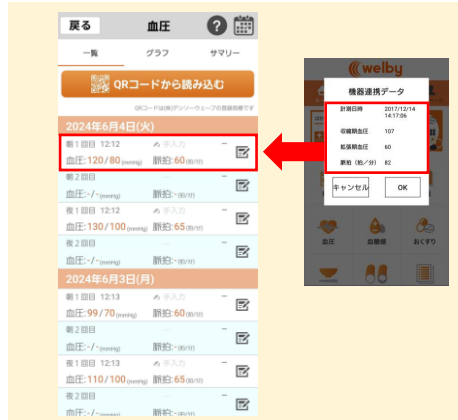 戻る 血圧 ?
一覧 グラフ サマリー
QRコードから読み込む
QRコードは(株)デンソーウェーブの登録商標です
2024年6月4日(火)
朝1回目 12:12 手入力 --
血圧:120/80(mmHg) 脈拍:60(拍/分)
朝2回目 --
血圧:-/-(mmHg) 脈拍:-(拍/分)
夜1回目 12:12 手入力 --
血圧:130/100(mmHg) 脈拍:65(拍/分)
夜2回目 --
血圧:-/-(mmHg) 脈拍:-(拍/分)
2024年6月3日(月)
朝1回目 12:13 手入力 --
血圧:99/70(mmHg) 脈拍:60(拍/分)
朝2回目 --
血圧:-/-(mmHg) 脈拍:-(拍/分)
夜1回目 12:13 手入力 --
血圧:110/100(mmHg) 脈拍:65(拍/分)
夜2回目 --
血圧:-/-(mmHg) 脈拍:-(拍/分)
welby
機器連携データ
計測日時 2017/12/14
14:17:06
収縮期血圧 107
拡張期血圧 60
脈拍(拍/分) 82
キャンセル OK
血圧 血糖値 おくすり